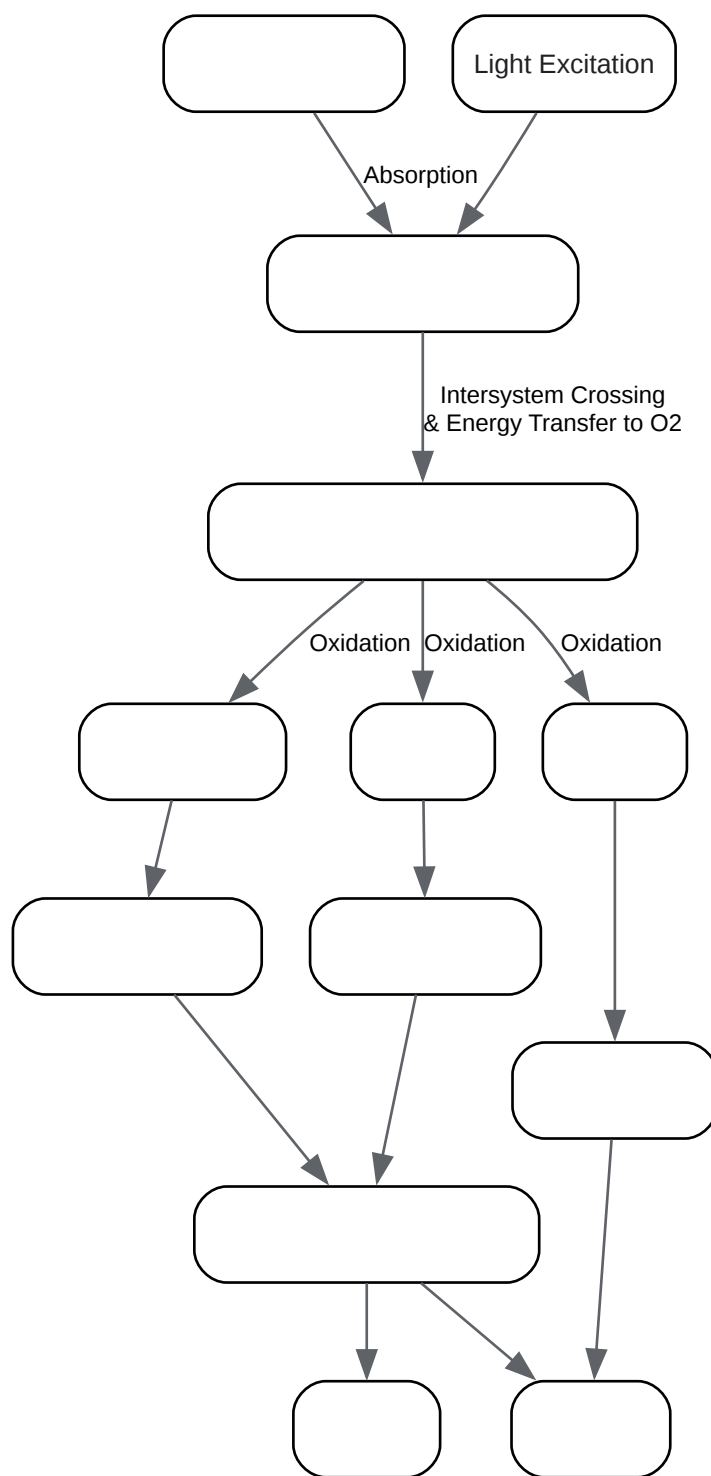 Light Excitation
Absorption
Intersystem Crossing
& Energy Transfer to O2
Oxidation
Oxidation
Oxidation